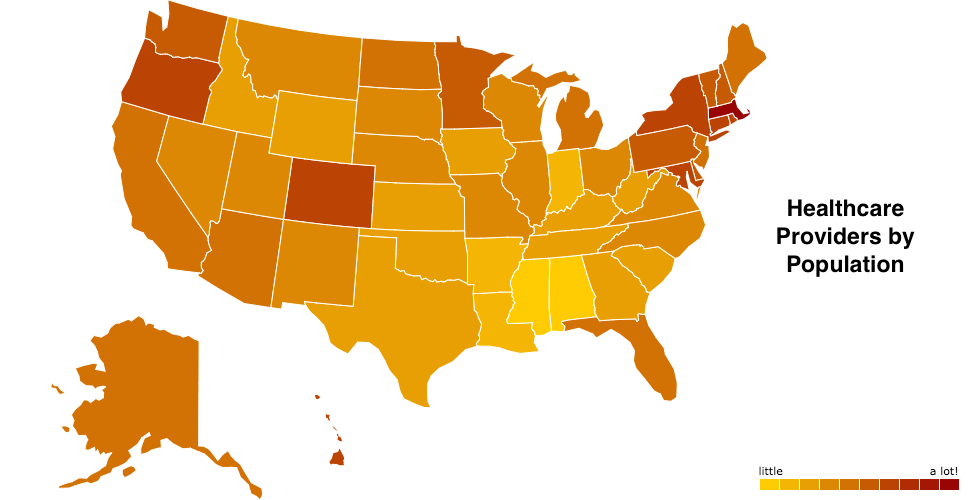 Healthcare
Providers by
Population
little a lot!